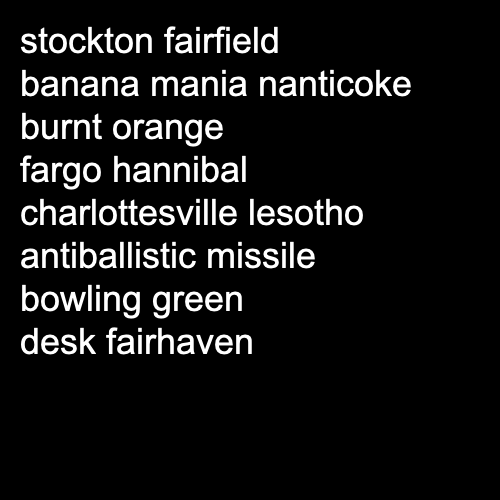 stockton fairfield
banana mania nanticoke
burnt orange
fargo hannibal
charlottesville lesotho
antiballistic missile
bowling green
desk fairhaven